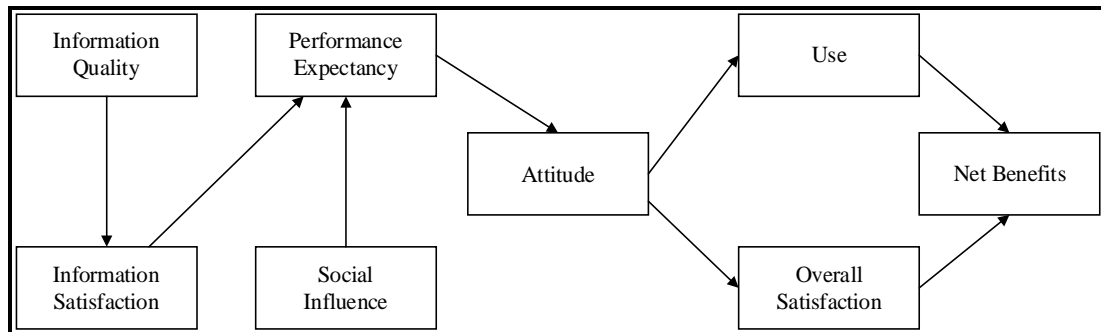 Information
Quality
Performance
Expectancy
Use
Attitude
Net Benefits
Information
Satisfaction
Social
Influence
Overall
Satisfaction